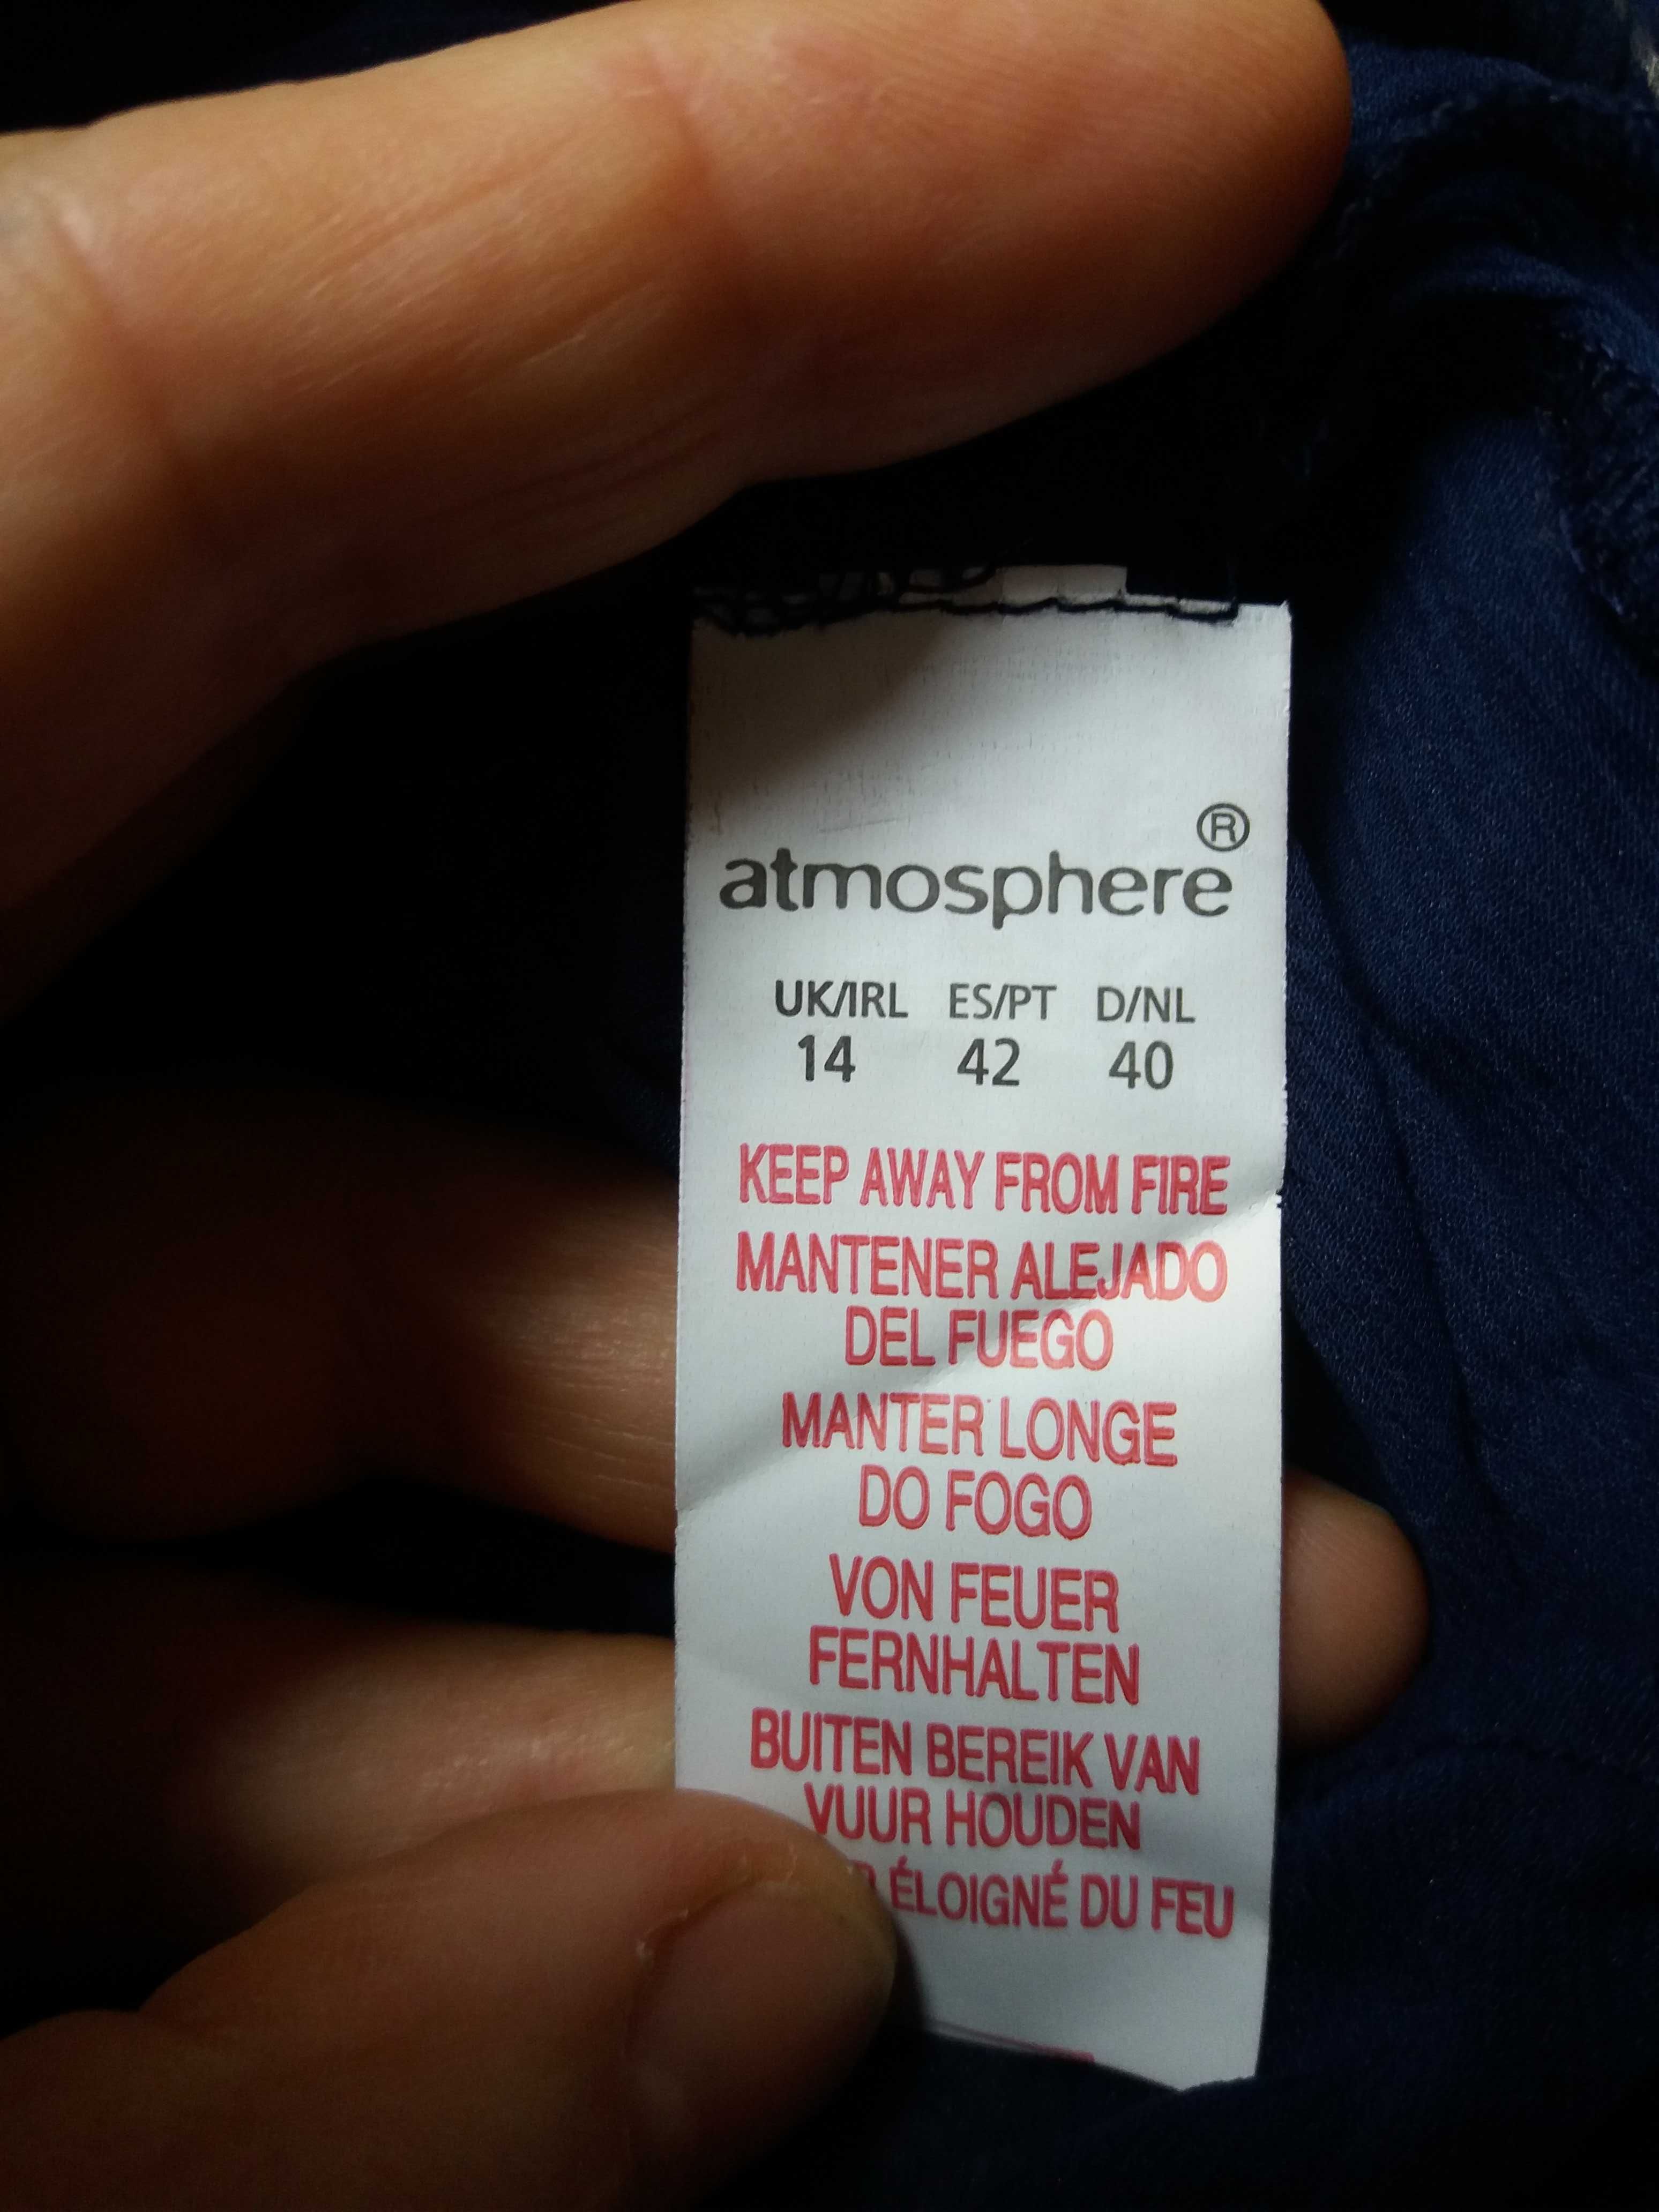 atmosphere®
UK/IRL ES/PT D/NL
14 42 40
KEEP AWAY FROM FIRE
MANTENER ALEJADO
DEL FUEGO
MANTER LONGE
DO FOGO
VON FEUER
FERNHALTEN
BUITEN BEREIK VAN
VUUR HOUDEN
ÉLOIGNÉ DU FEU